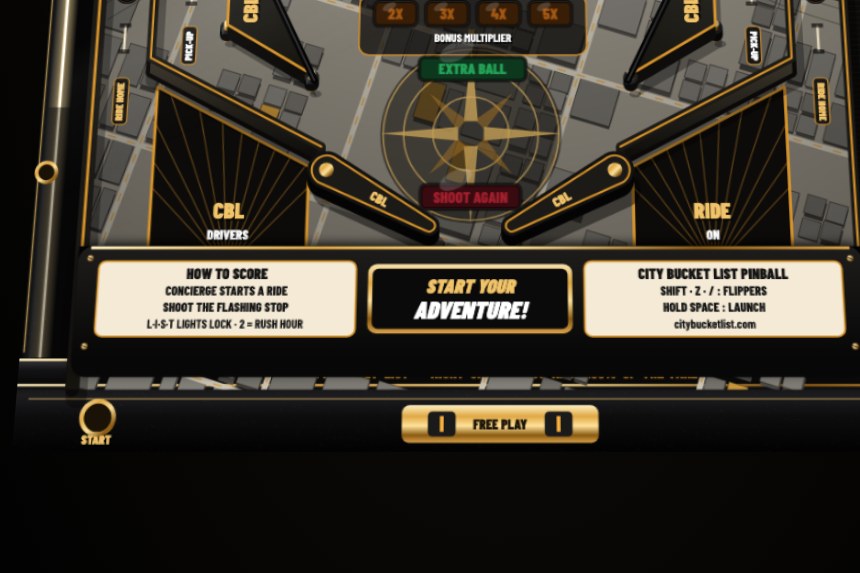 CBL
CBL
2X 3X 4X 5X
BONUS MULTIPLIER
PICK-UP
PICK-UP
EXTRA BALL
RIDE HOME
RIDE HOME
SHOOT AGAIN
CBL
CBL
CBL
DRIVERS
RIDE
ON
HOW TO SCORE
CONCIERGE STARTS A RIDE
SHOOT THE FLASHING STOP
L·I·S·T LIGHTS LOCK · 2 = RUSH HOUR
START YOUR
ADVENTURE!
CITY BUCKET LIST PINBALL
SHIFT · Z · / : FLIPPERS
HOLD SPACE : LAUNCH
citybucketlist.com
START
FREE PLAY